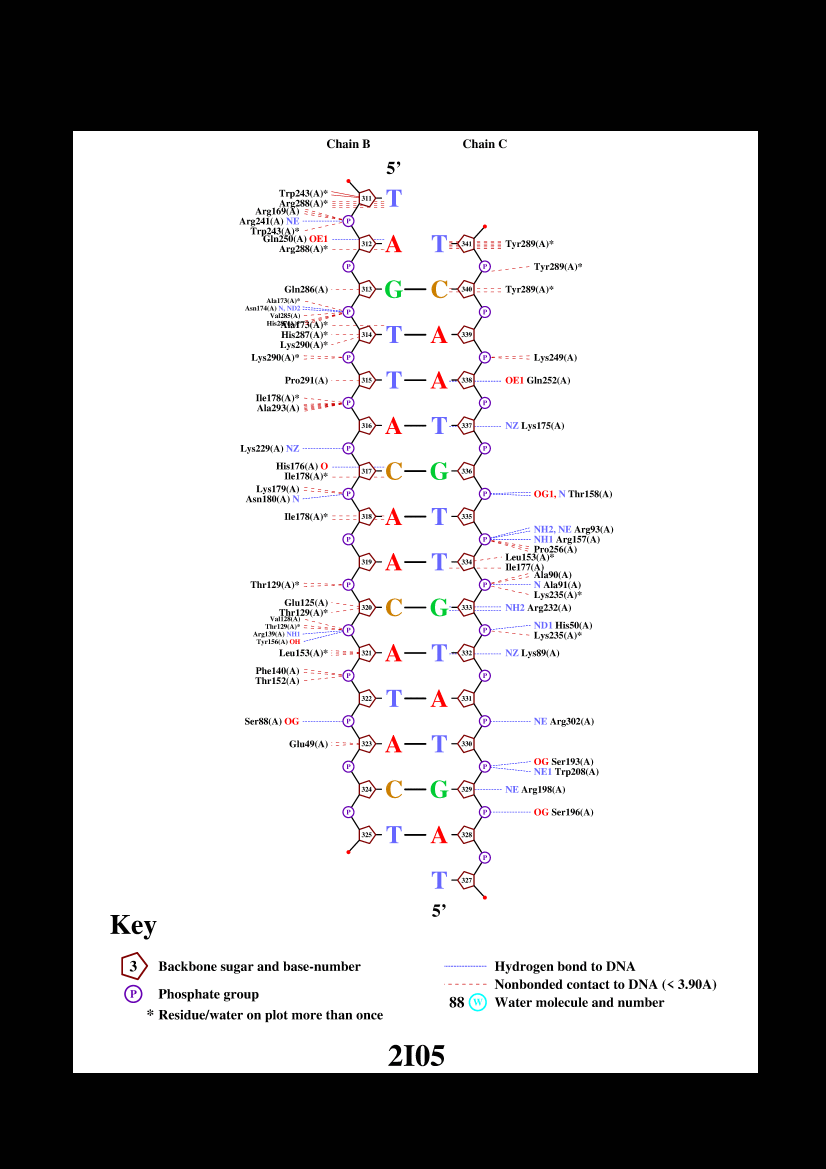 Chain B Chain C
5’
Trp243(A)*
311 T
Arg288(A)*
Arg169(A)
Arg241(A) NE P
Trp243(A)*
Gln250(A) OE1
312 A T 341 Tyr289(A)*
Arg288(A)*
P P Tyr289(A)*
Gln286(A) 313 G C 340 Tyr289(A)*
Ala173(A)*
Asn174(A) N, ND2 P P
Val285(A)
Ala173(A)*
His287(A)* 314 T A 339
Lys290(A)*
Lys290(A)* P P Lys249(A)
Pro291(A) 315 T A 338 OE1 Gln252(A)
Ile178(A)*
P P
Ala293(A)
316 A T 337 NZ Lys175(A)
Lys229(A) NZ P P
His176(A) O
317 C G 336
Ile178(A)*
Lys179(A)
P P OG1, N Thr158(A)
Asn180(A) N
Ile178(A)* 318 A T 335
NH2, NE Arg93(A)
P P NH1 Arg157(A)
Pro256(A)
Leu153(A)*
319 A T 334
Ile177(A)
Ala90(A)
Thr129(A)* P P N Ala91(A)
Lys235(A)*
Glu125(A)
320 C G 333 NH2 Arg232(A)
Thr129(A)*
Val128(A)
Thr129(A)* ND1 His50(A)
P P
Arg139(A) NH1 Lys235(A)*
Tyr156(A) OH
Leu153(A)* 321 A T 332 NZ Lys89(A)
Phe140(A)
P P
Thr152(A)
322 T A 331
Ser88(A) OG P P NE Arg302(A)
Glu49(A) 323 A T 330
OG Ser193(A)
P P
NE1 Trp208(A)
324 C G 329 NE Arg198(A)
P P OG Ser196(A)
325 T A 328
P
T 327
5’
Key
3 Backbone sugar and base-number
P Phosphate group
* Residue/water on plot more than once
Hydrogen bond to DNA
Nonbonded contact to DNA (< 3.90A)
88 W Water molecule and number
2I05